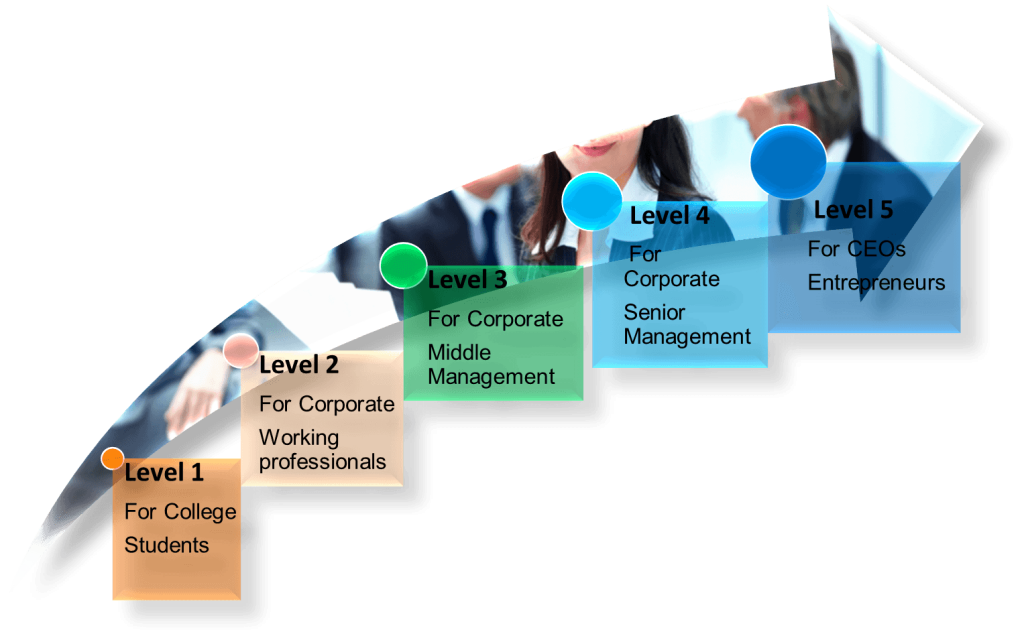 Level 1
For College
Students
Level 2
For Corporate
Working
professionals
Level 3
For Corporate
Middle
Management
Level 4
For
Corporate
Senior
Management
Level 5
For CEOs
Entrepreneurs